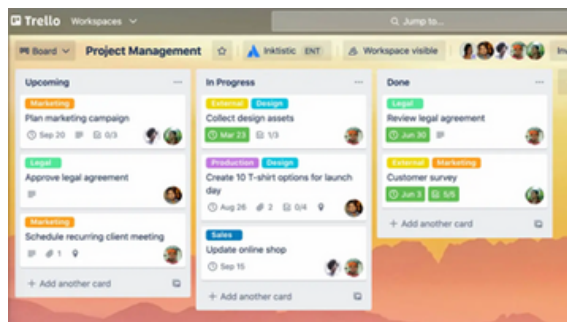 Trello Workspaces Jump to...
Board Project Management Inktistic ENT Workspace visible
Upcoming
Marketing
Plan marketing campaign
Sep 20 0/3
Legal
Approve legal agreement
Marketing
Schedule recurring client meeting
1
+ Add another card
In Progress
External Design
Collect design assets
Mar 23 1/3
Production Design
Create 10 T-shirt options for launch
day
Aug 26 2 0/4
Sales
Update online shop
Sep 15
+ Add another card
Done
Legal
Review legal agreement
Jun 30
External Marketing
Customer survey
Jun 3 5/5
+ Add another card